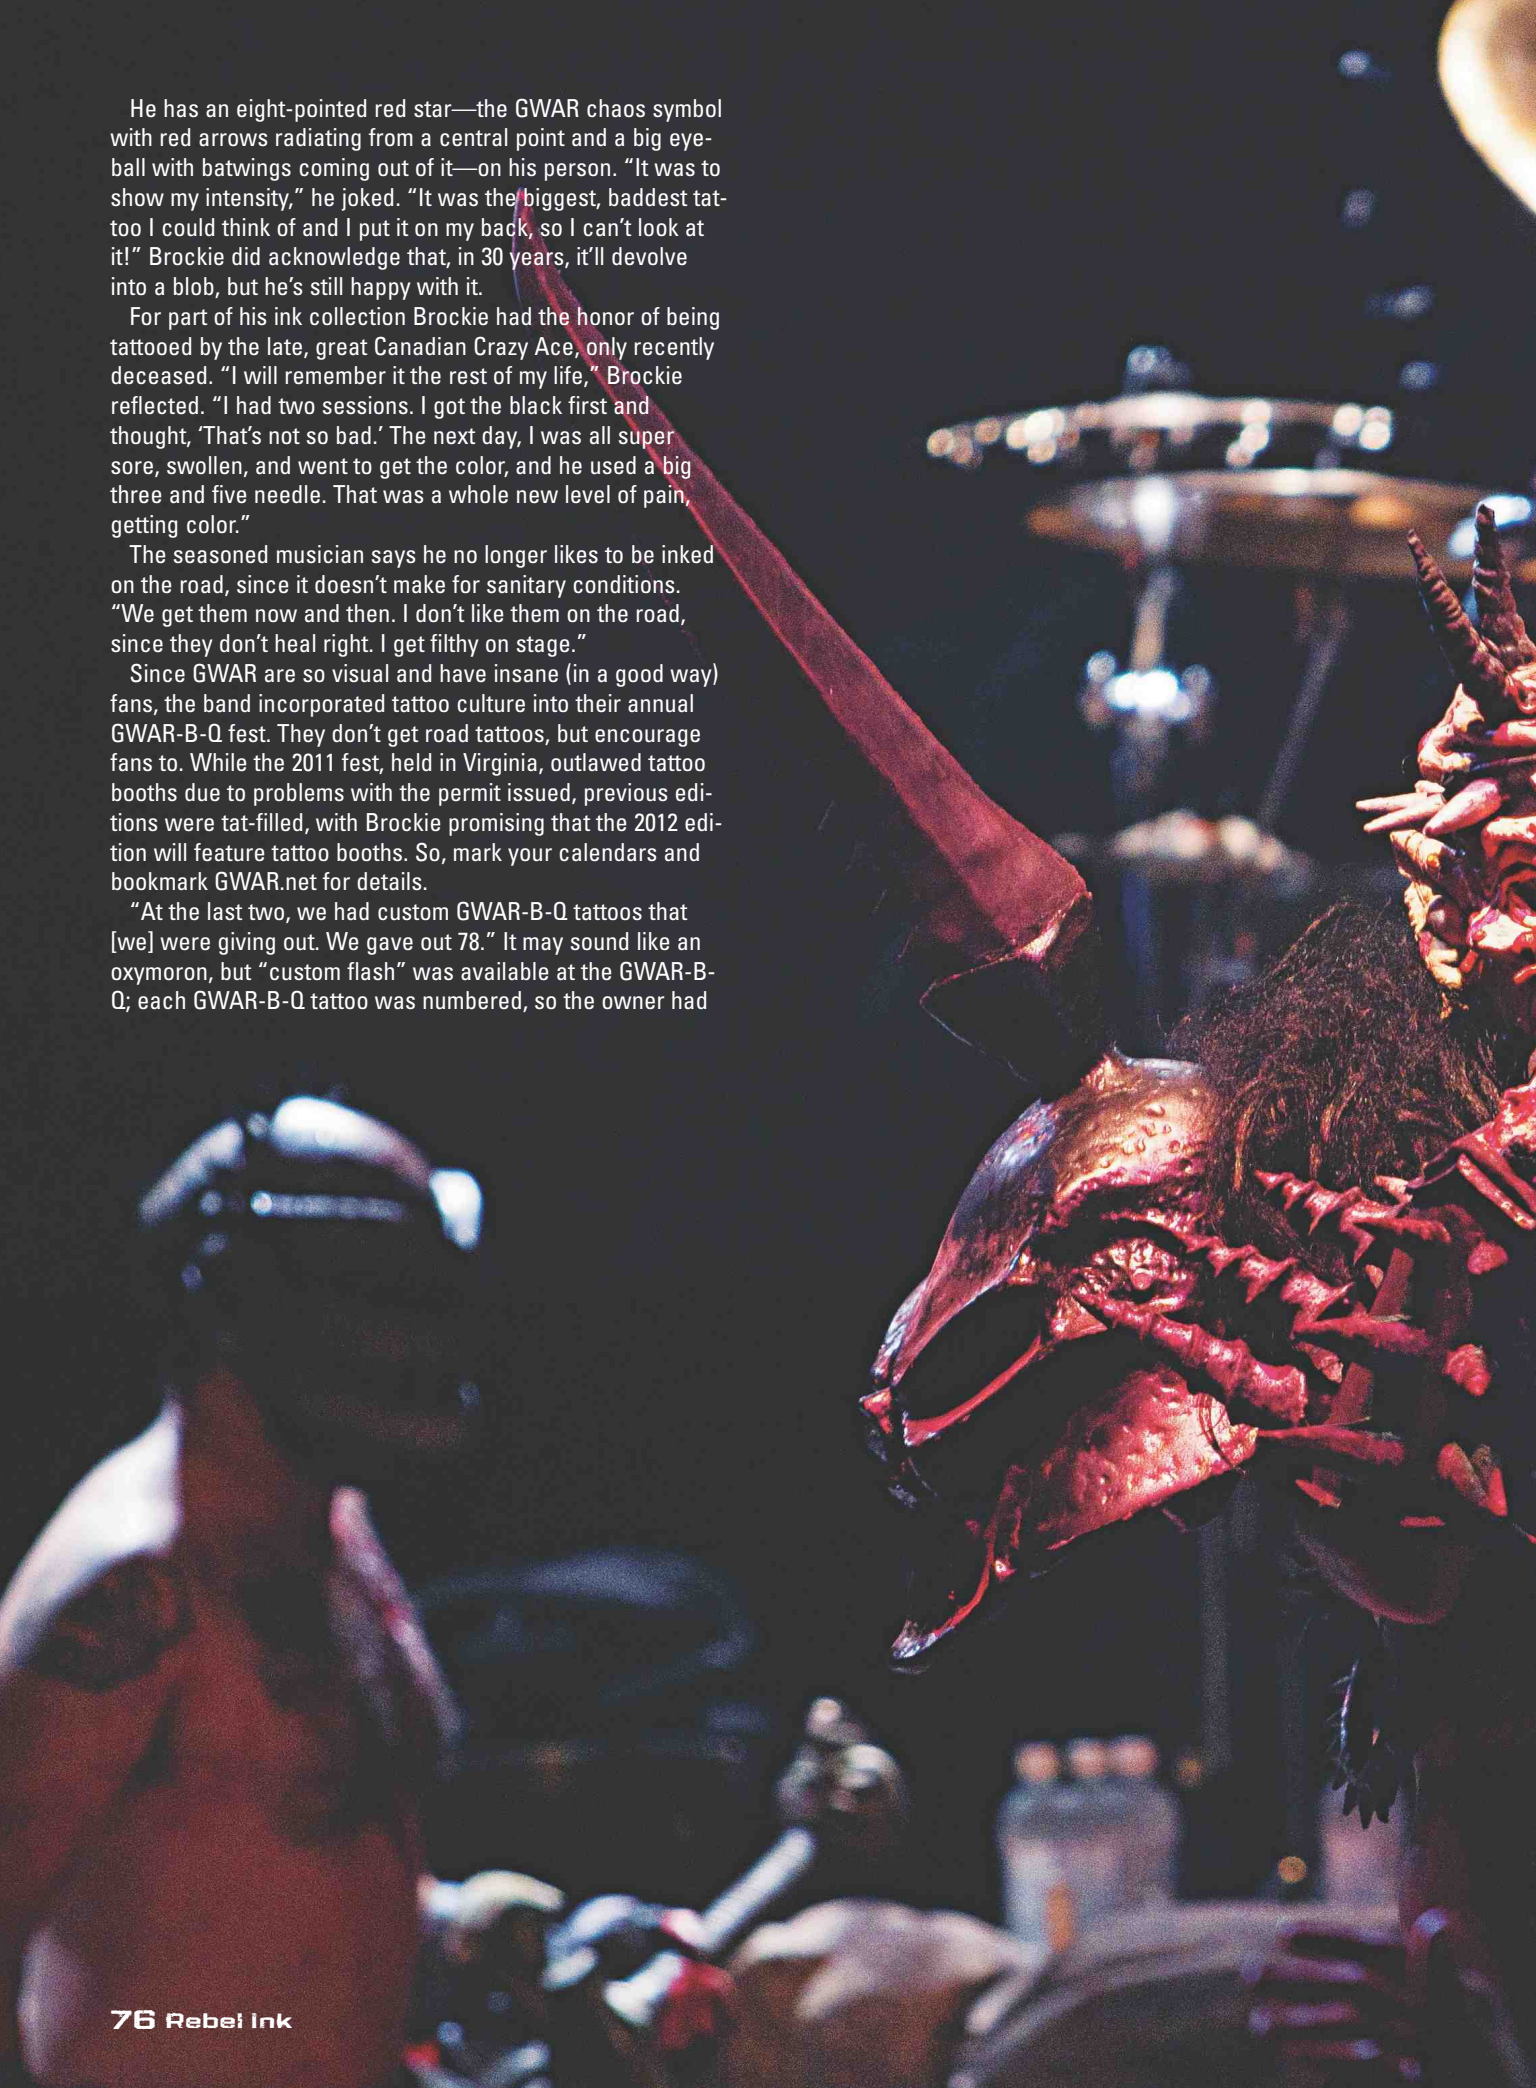 He has an eight-pointed red star—the GWAR chaos symbol
with red arrows radiating from a central point and a big eye-
ball with batwings coming out of it—on his person. “It was to
show my intensity,” he joked. “It was the biggest, baddest tat-
too I could think of and I put it on my back, so I can’t look at
it!” Brockie did acknowledge that, in 30 years, it’ll devolve
into a blob, but he’s still happy with it.
For part of his ink collection Brockie had the honor of being
tattooed by the late, great Canadian Crazy Ace, only recently
deceased. “I will remember it the rest of my life,” Brockie
reflected. “I had two sessions. I got the black first and
thought, ‘That’s not so bad.’ The next day, I was all super
sore, swollen, and went to get the color, and he used a big
three and five needle. That was a whole new level of pain,
getting color.”
The seasoned musician says he no longer likes to be inked
on the road, since it doesn’t make for sanitary conditions.
“We get them now and then. I don’t like them on the road,
since they don’t heal right. I get filthy on stage.”
Since GWAR are so visual and have insane (in a good way)
fans, the band incorporated tattoo culture into their annual
GWAR-B-Q fest. They don’t get road tattoos, but encourage
fans to. While the 2011 fest, held in Virginia, outlawed tattoo
booths due to problems with the permit issued, previous edi-
tions were tat-filled, with Brockie promising that the 2012 edi-
tion will feature tattoo booths. So, mark your calendars and
bookmark GWAR.net for details.
“At the last two, we had custom GWAR-B-Q tattoos that
[we] were giving out. We gave out 78.” It may sound like an
oxymoron, but “custom flash” was available at the GWAR-B-
Q; each GWAR-B-Q tattoo was numbered, so the owner had
76 Rebel Ink